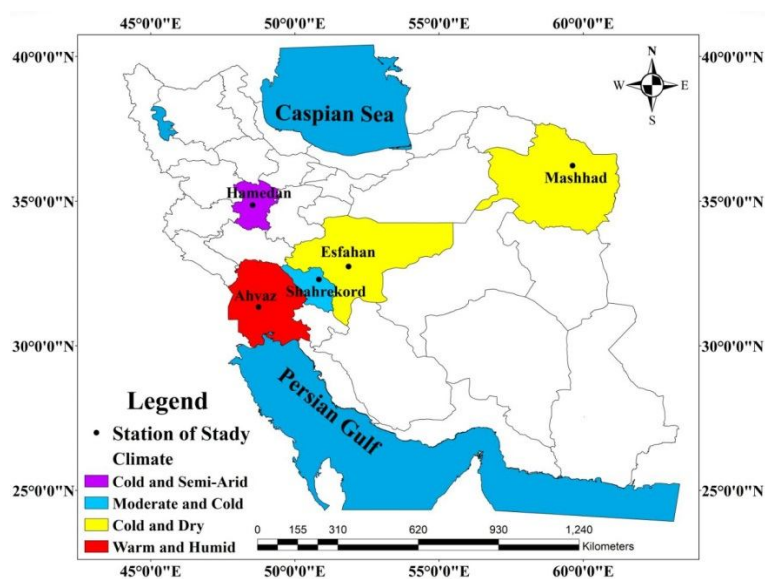 45°0'0"E 50°0'0"E 55°0'0"E 60°0'0"E
40°0'0"N 40°0'0"N
N
W E
S
Caspian Sea
Mashhad
35°0'0"N 35°0'0"N
Hamedan
Esfahan
Shahrekord
Ahvaz
30°0'0"N 30°0'0"N
Persian Gulf
Legend
Station of Stady
Climate
Cold and Semi-Arid
Moderate and Cold
Cold and Dry
Warm and Humid
25°0'0"N 25°0'0"N
0 155 310 620 930 1,240
Kilometers
45°0'0"E 50°0'0"E 55°0'0"E 60°0'0"E